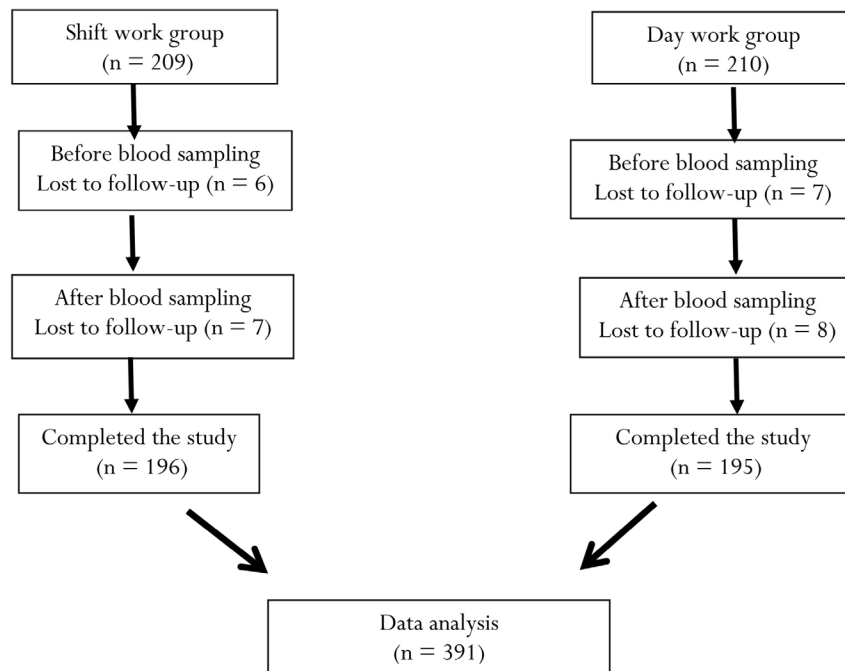 Shift work group
(n = 209)
Before blood sampling
Lost to follow-up (n = 6)
After blood sampling
Lost to follow-up (n = 7)
Completed the study
(n = 196)
Day work group
(n = 210)
Before blood sampling
Lost to follow-up (n = 7)
After blood sampling
Lost to follow-up (n = 8)
Completed the study
(n = 195)
Data analysis
(n = 391)